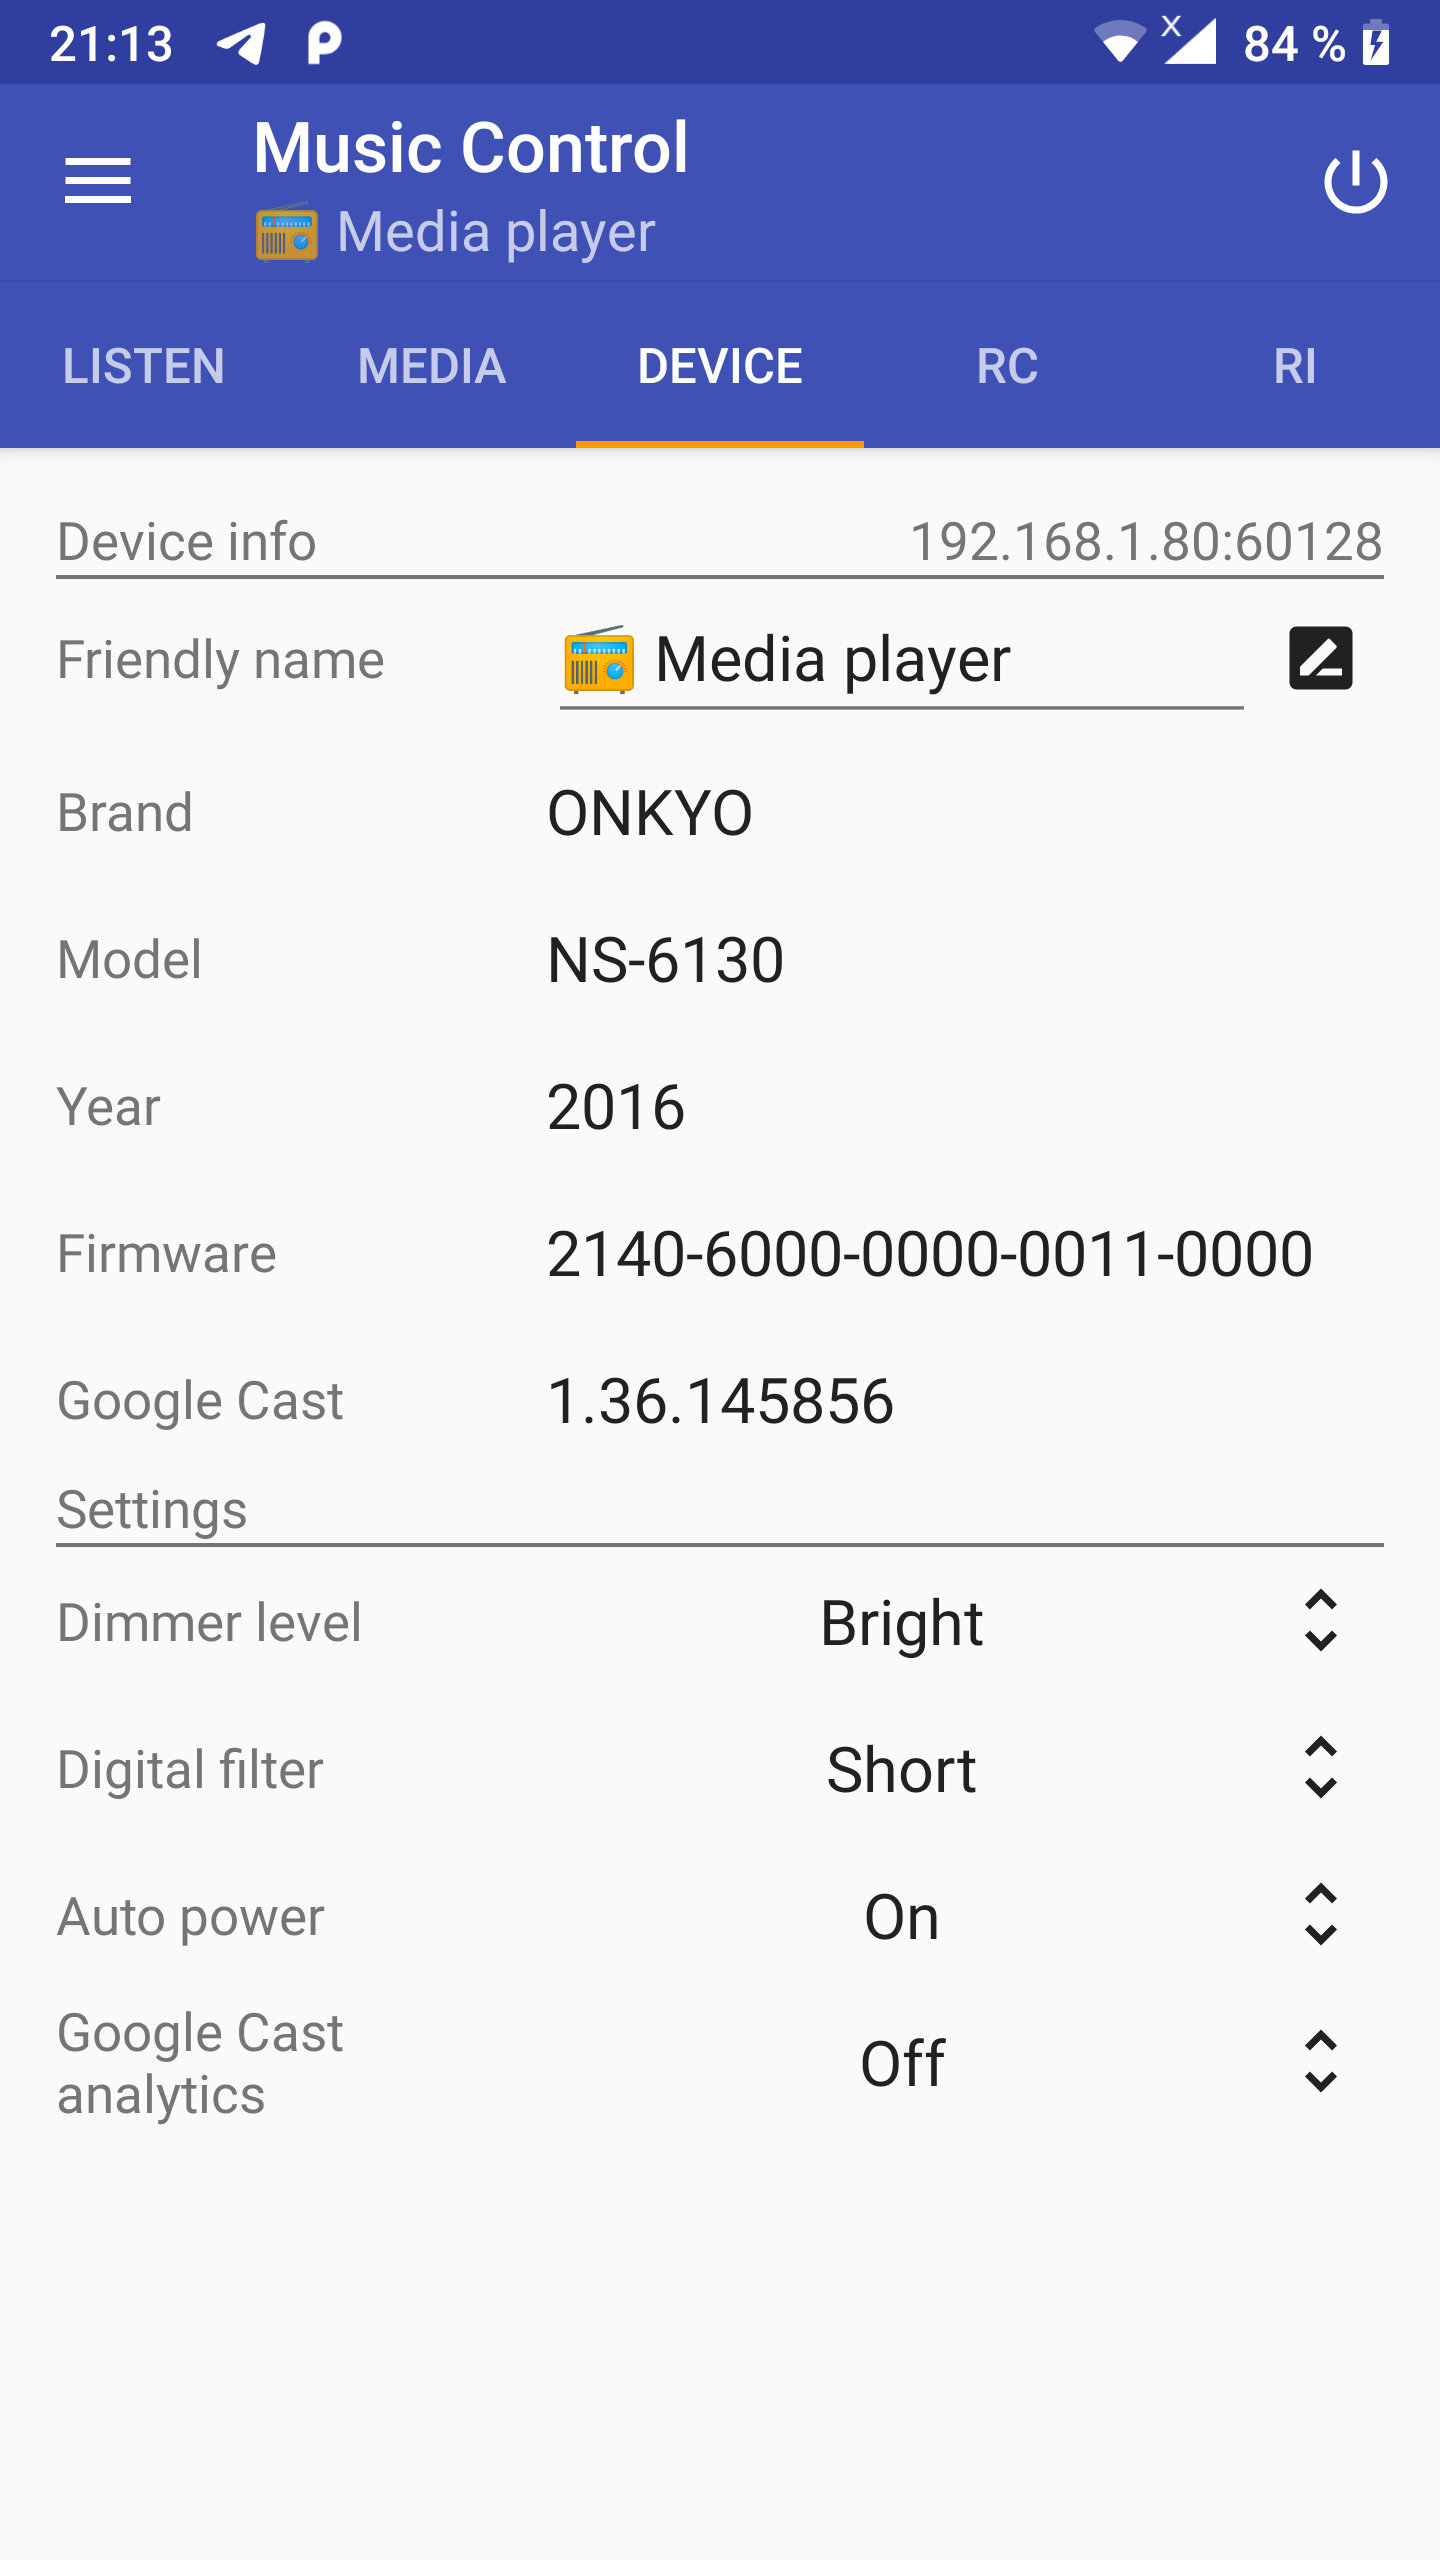 21:13 84 %
Music Control
📻 Media player
LISTEN MEDIA DEVICE RC RI
Device info 192.168.1.80:60128
Friendly name 📻 Media player
Brand ONKYO
Model NS-6130
Year 2016
Firmware 2140-6000-0000-0011-0000
Google Cast 1.36.145856
Settings
Dimmer level Bright
Digital filter Short
Auto power On
Google Cast
analytics Off